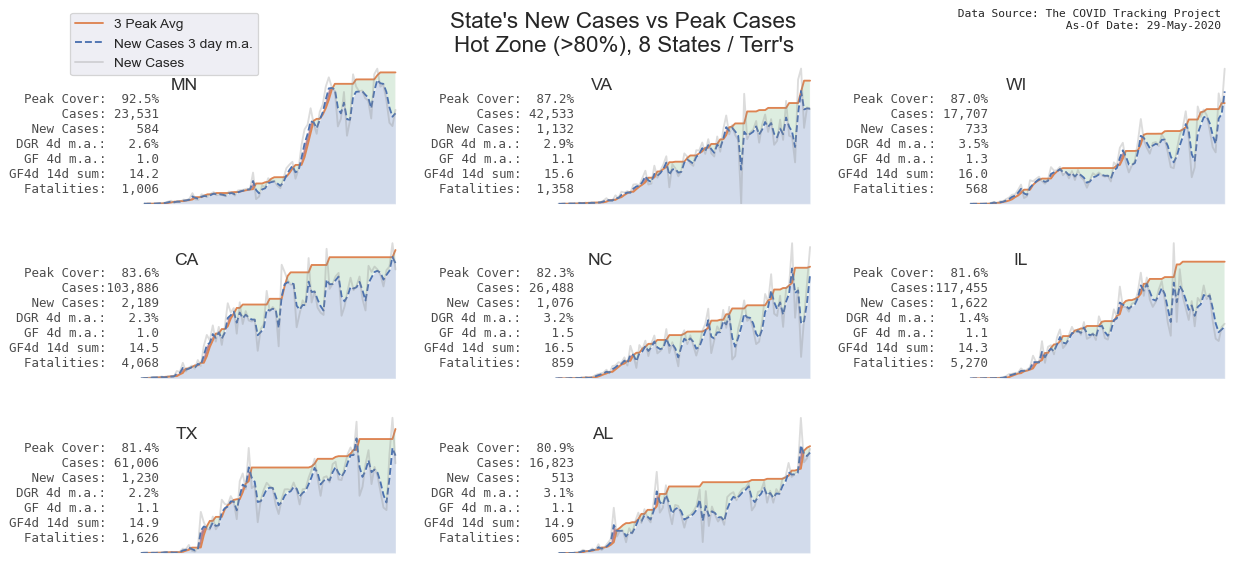 3 Peak Avg
New Cases 3 day m.a.
New Cases
State's New Cases vs Peak Cases
Hot Zone (>80%), 8 States / Terr's
Data Source: The COVID Tracking Project
As-Of Date: 29-May-2020
MN
Peak Cover: 92.5%
Cases: 23,531
New Cases: 584
DGR 4d m.a.: 2.6%
GF 4d m.a.: 1.0
GF4d 14d sum: 14.2
Fatalities: 1,006
VA
Peak Cover: 87.2%
Cases: 42,533
New Cases: 1,132
DGR 4d m.a.: 2.9%
GF 4d m.a.: 1.1
GF4d 14d sum: 15.6
Fatalities: 1,358
WI
Peak Cover: 87.0%
Cases: 17,707
New Cases: 733
DGR 4d m.a.: 3.5%
GF 4d m.a.: 1.3
GF4d 14d sum: 16.0
Fatalities: 568
CA
Peak Cover: 83.6%
Cases:103,886
New Cases: 2,189
DGR 4d m.a.: 2.3%
GF 4d m.a.: 1.0
GF4d 14d sum: 14.5
Fatalities: 4,068
NC
Peak Cover: 82.3%
Cases: 26,488
New Cases: 1,076
DGR 4d m.a.: 3.2%
GF 4d m.a.: 1.5
GF4d 14d sum: 16.5
Fatalities: 859
IL
Peak Cover: 81.6%
Cases:117,455
New Cases: 1,622
DGR 4d m.a.: 1.4%
GF 4d m.a.: 1.1
GF4d 14d sum: 14.3
Fatalities: 5,270
TX
Peak Cover: 81.4%
Cases: 61,006
New Cases: 1,230
DGR 4d m.a.: 2.2%
GF 4d m.a.: 1.1
GF4d 14d sum: 14.9
Fatalities: 1,626
AL
Peak Cover: 80.9%
Cases: 16,823
New Cases: 513
DGR 4d m.a.: 3.1%
GF 4d m.a.: 1.1
GF4d 14d sum: 14.9
Fatalities: 605